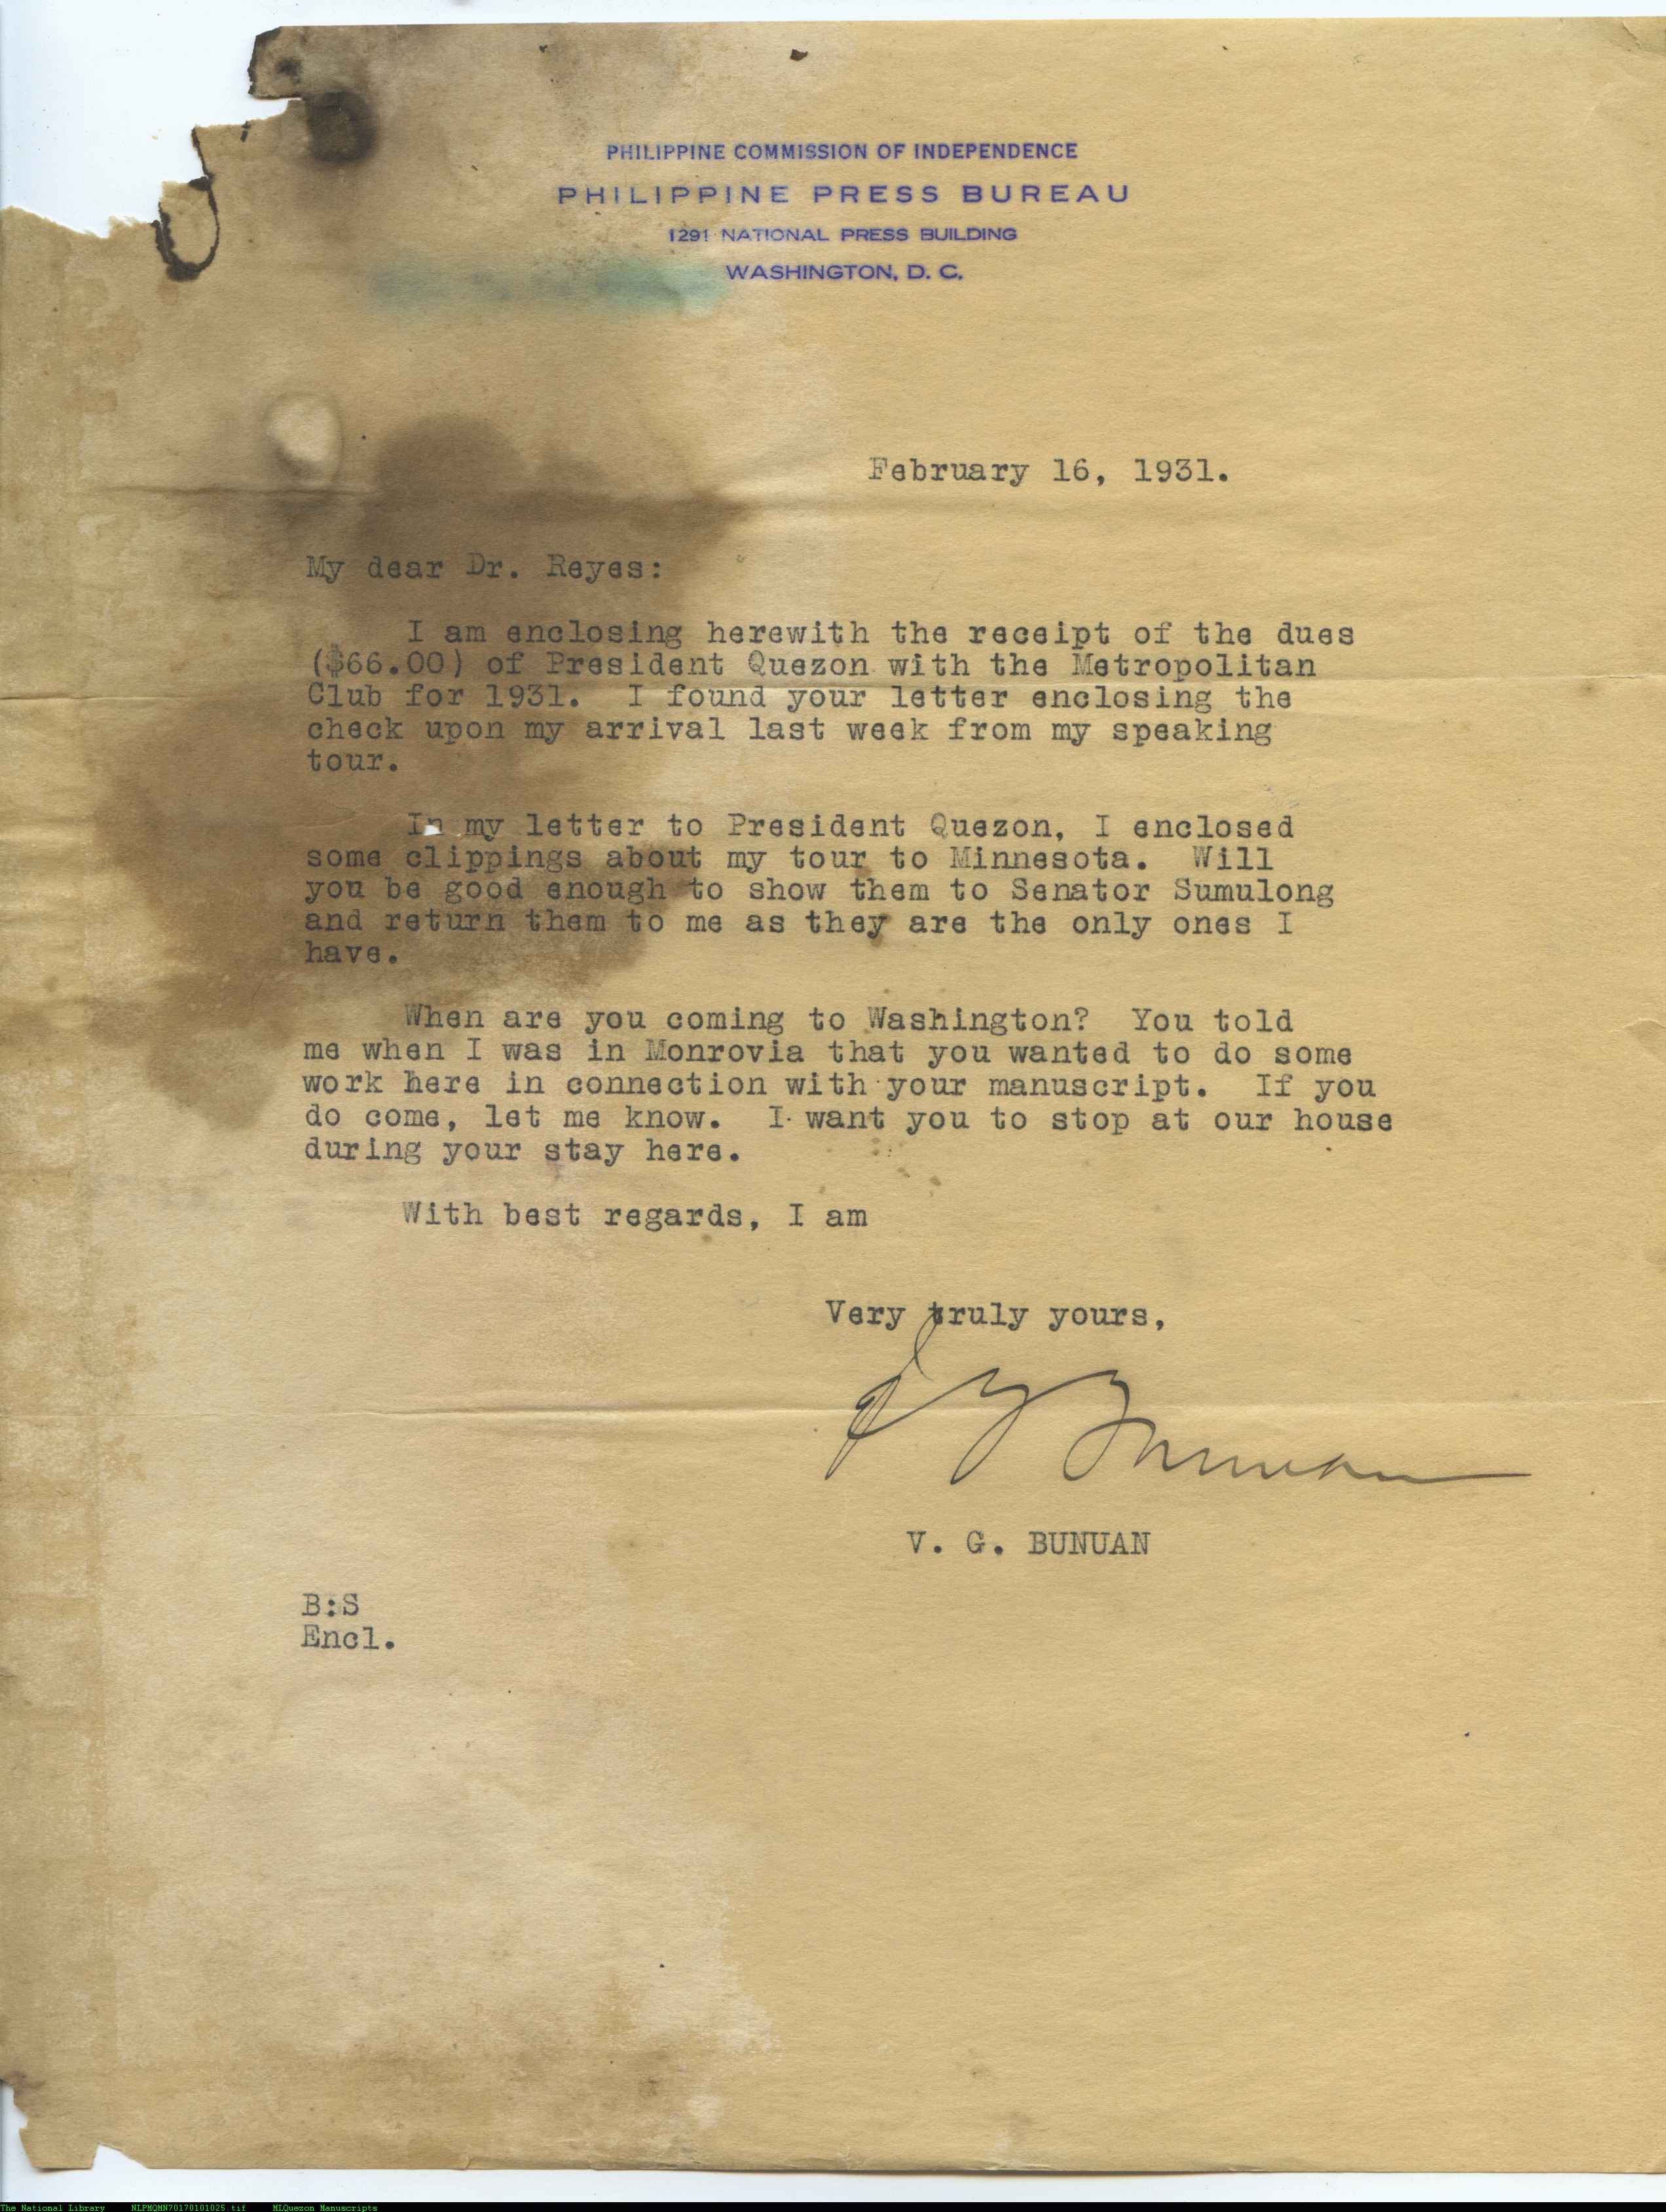 PHILIPPINE COMMISSION OF INDEPENDENCE
PHILIPPINE PRESS BUREAU
1291 NATIONAL PRESS BUILDING
WASHINGTON, D. C.
February 16, 1931.
My dear Dr. Reyes:
I am enclosing herewith the receipt of the dues
($66.00) of President Quezon with the Metropolitan
Club for 1931. I found your letter enclosing the
check upon my arrival last week from my speaking
tour.
In my letter to President Quezon, I enclosed
some clippings about my tour to Minnesota. Will
you be good enough to show them to Senator Sumulong
and return them to me as they are the only ones I
have.
When are you coming to Washington? You told
me when I was in Monrovia that you wanted to do some
work here in connection with your manuscript. If you
do come, let me know. I want you to stop at our house
during your stay here.
With best regards, I am
Very truly yours,
V. G. BUNUAN
B:S
Encl.
The National Library NLPMQMN70170101025.tif MLQuezon Manuscripts